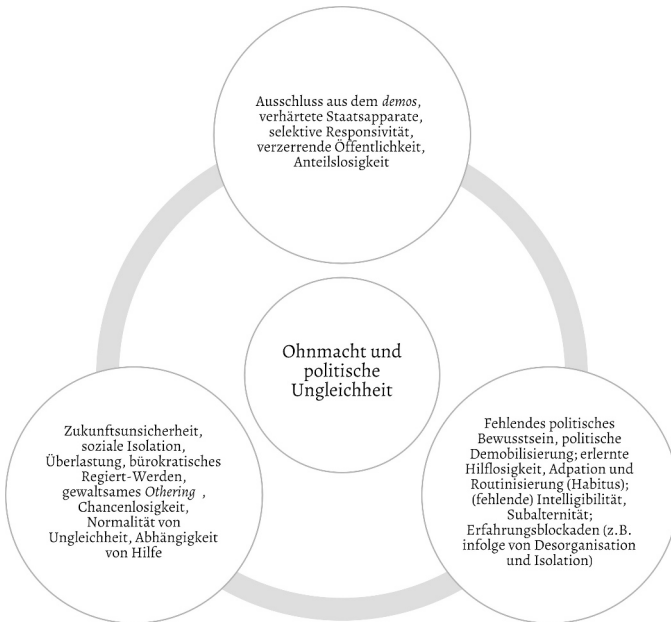 Ausschluss aus dem demos,
verhärtete Staatsapparate,
selektive Responsivität,
verzerrende Öffentlichkeit,
Anteilslosigkeit
Ohnmacht und
politische
Ungleichheit
Zukunftsunsicherheit,
soziale Isolation,
Überlastung, bürokratisches
Regiert-Werden,
gewaltsames Othering ,
Chancenlosigkeit,
Normalität von
Ungleichheit, Abhängigkeit
von Hilfe
Fehlendes politisches
Bewusstsein, politische
Demobilisierung; erlernte
Hilflosigkeit, Adpation und
Routinisierung (Habitus);
(fehlende) Intelligibilität,
Subalternität;
Erfahrungsblockaden (z.B.
infolge von Desorganisation
und Isolation)